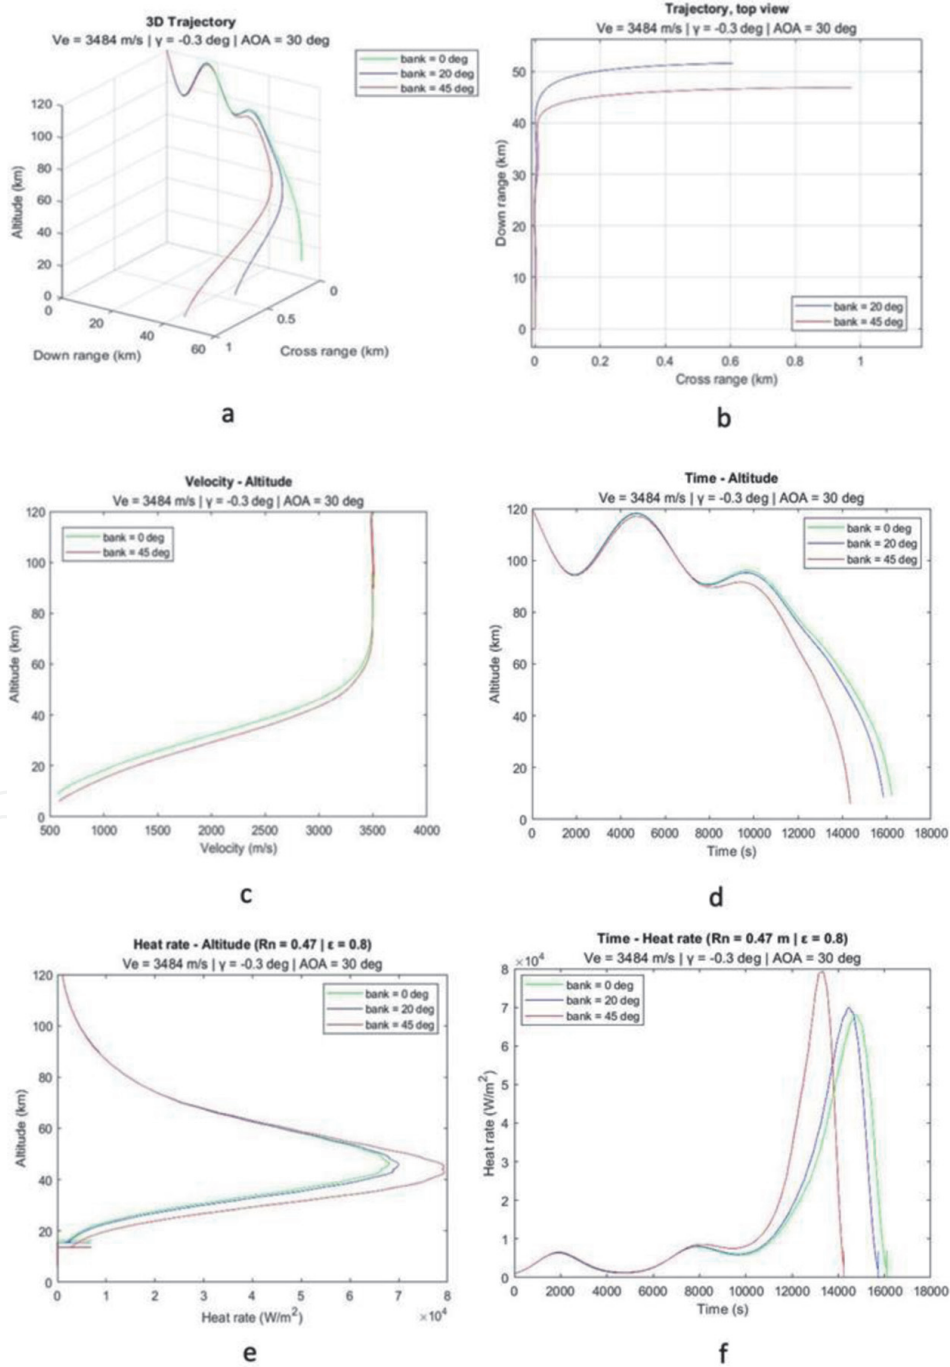 3D Trajectory
Ve = 3484 m/s | γ = -0.3 deg | AOA = 30 deg
bank = 0 deg
bank = 20 deg
bank = 45 deg
120
100
80
60
40
20
0
Altitude (km)
0
20
40
60
Down range (km)
1
0.5
0
Cross range (km)
a
Trajectory, top view
Ve = 3484 m/s | γ = -0.3 deg | AOA = 30 deg
50
40
30
20
10
0
Down range (km)
bank = 20 deg
bank = 45 deg
0 0.2 0.4 0.6 0.8 1
Cross range (km)
b
Velocity - Altitude
Ve = 3484 m/s | γ = -0.3 deg | AOA = 30 deg
bank = 0 deg
bank = 45 deg
120
100
80
60
40
20
0
Altitude (km)
500 1000 1500 2000 2500 3000 3500 4000
Velocity (m/s)
c
Time - Altitude
Ve = 3484 m/s | γ = -0.3 deg | AOA = 30 deg
bank = 0 deg
bank = 20 deg
bank = 45 deg
120
100
80
60
40
20
0
Altitude (km)
0 2000 4000 6000 8000 10000 12000 14000 16000 18000
Time (s)
d
Heat rate - Altitude (Rn = 0.47 | ε = 0.8)
Ve = 3484 m/s | γ = -0.3 deg | AOA = 30 deg
bank = 0 deg
bank = 20 deg
bank = 45 deg
120
100
80
60
40
20
0
Altitude (km)
0 1 2 3 4 5 6 7 8
Heat rate (W/m²)
×10⁴
e
Time - Heat rate (Rn = 0.47 m | ε = 0.8)
×10⁴
Ve = 3484 m/s | γ = -0.3 deg | AOA = 30 deg
bank = 0 deg
bank = 20 deg
bank = 45 deg
8
7
6
5
4
3
2
1
0
Heat rate (W/m²)
0 2000 4000 6000 8000 10000 12000 14000 16000 18000
Time (s)
f